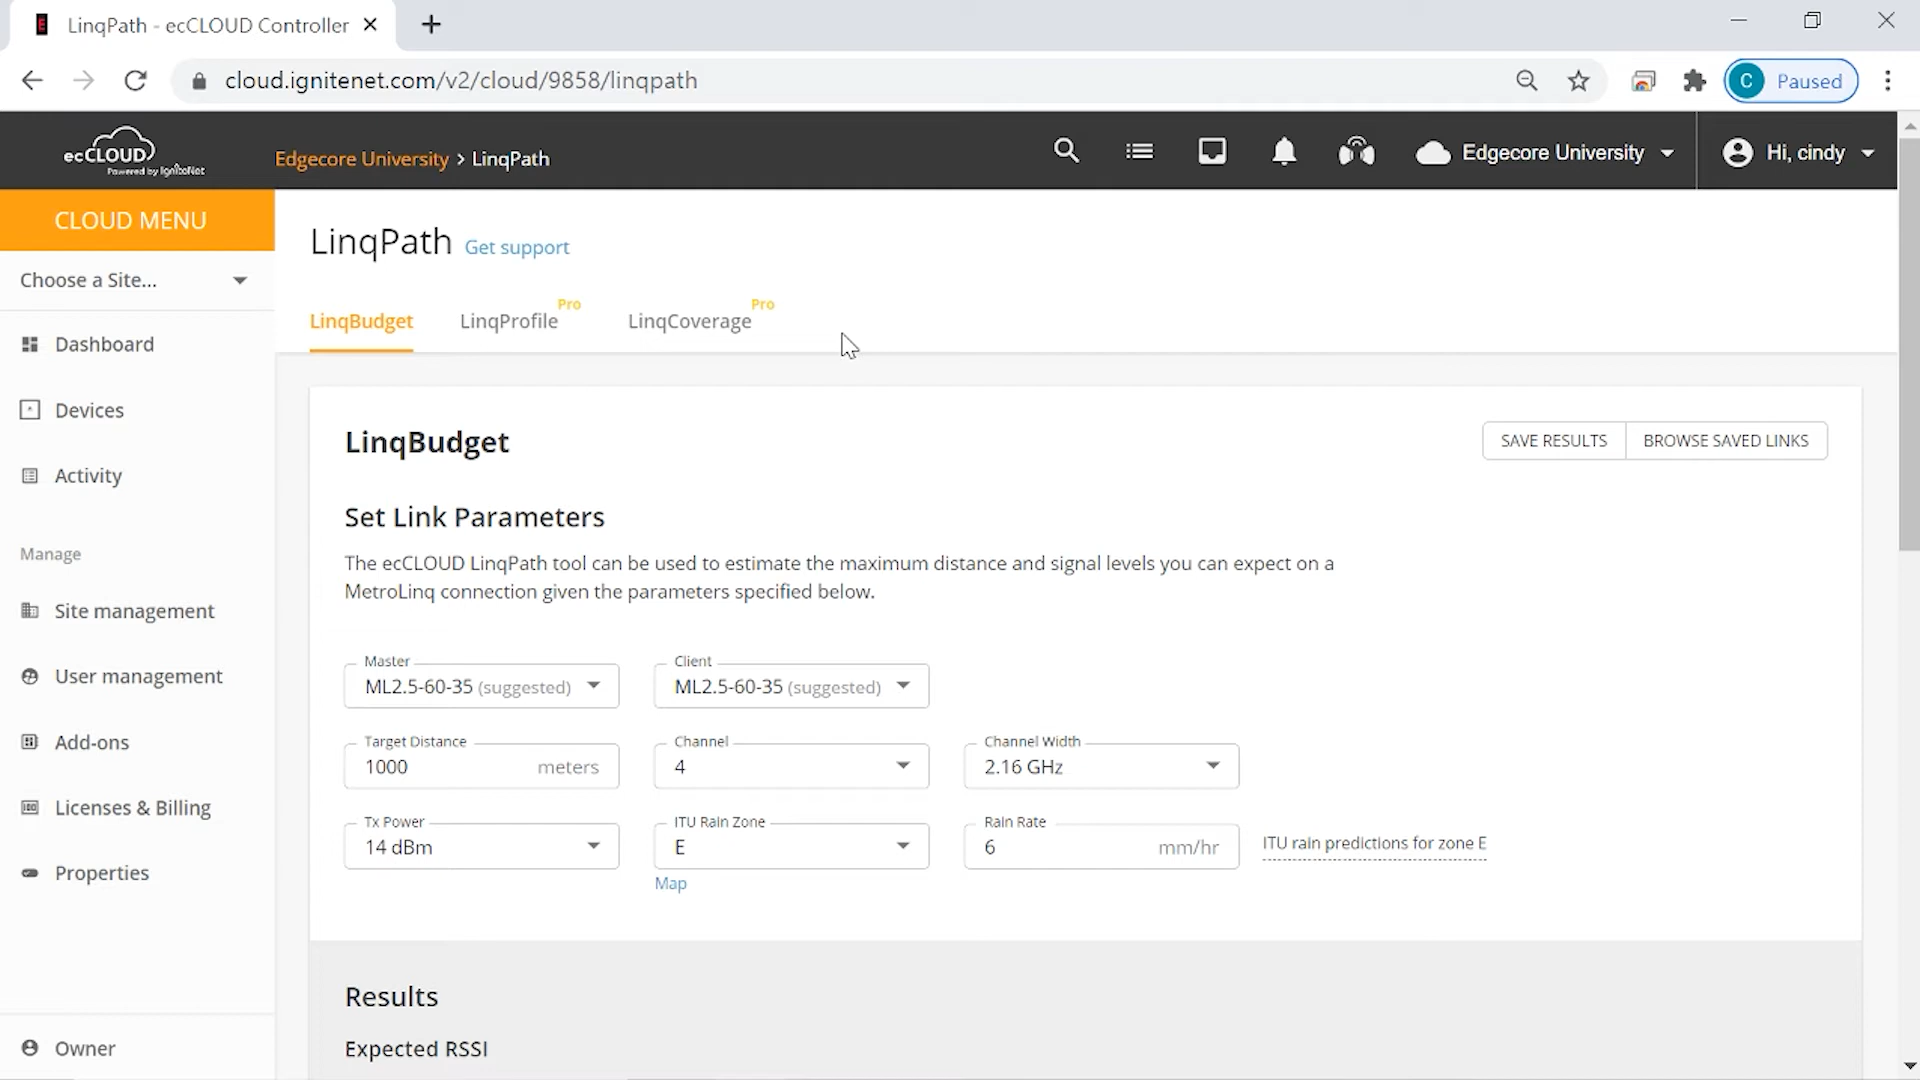 LinqPath - ecCLOUD Controller
cloud.ignitenet.com/v2/cloud/9858/linqpath
C Paused
ecCLOUD
Powered by IgniteNet
Edgecore University > LinqPath
Edgecore University
Hi, cindy
CLOUD MENU
Choose a Site...
Dashboard
Devices
Activity
Manage
Site management
User management
Add-ons
Licenses & Billing
Properties
Owner
LinqPath Get support
LinqBudget
LinqProfile Pro
LinqCoverage Pro
LinqBudget
SAVE RESULTS
BROWSE SAVED LINKS
Set Link Parameters
The ecCLOUD LinqPath tool can be used to estimate the maximum distance and signal levels you can expect on a
MetroLinq connection given the parameters specified below.
Master
ML2.5-60-35 (suggested)
Client
ML2.5-60-35 (suggested)
Target Distance
1000 meters
Channel
4
Channel Width
2.16 GHz
Tx Power
14 dBm
ITU Rain Zone
E
Map
Rain Rate
6 mm/hr
ITU rain predictions for zone E
Results
Expected RSSI